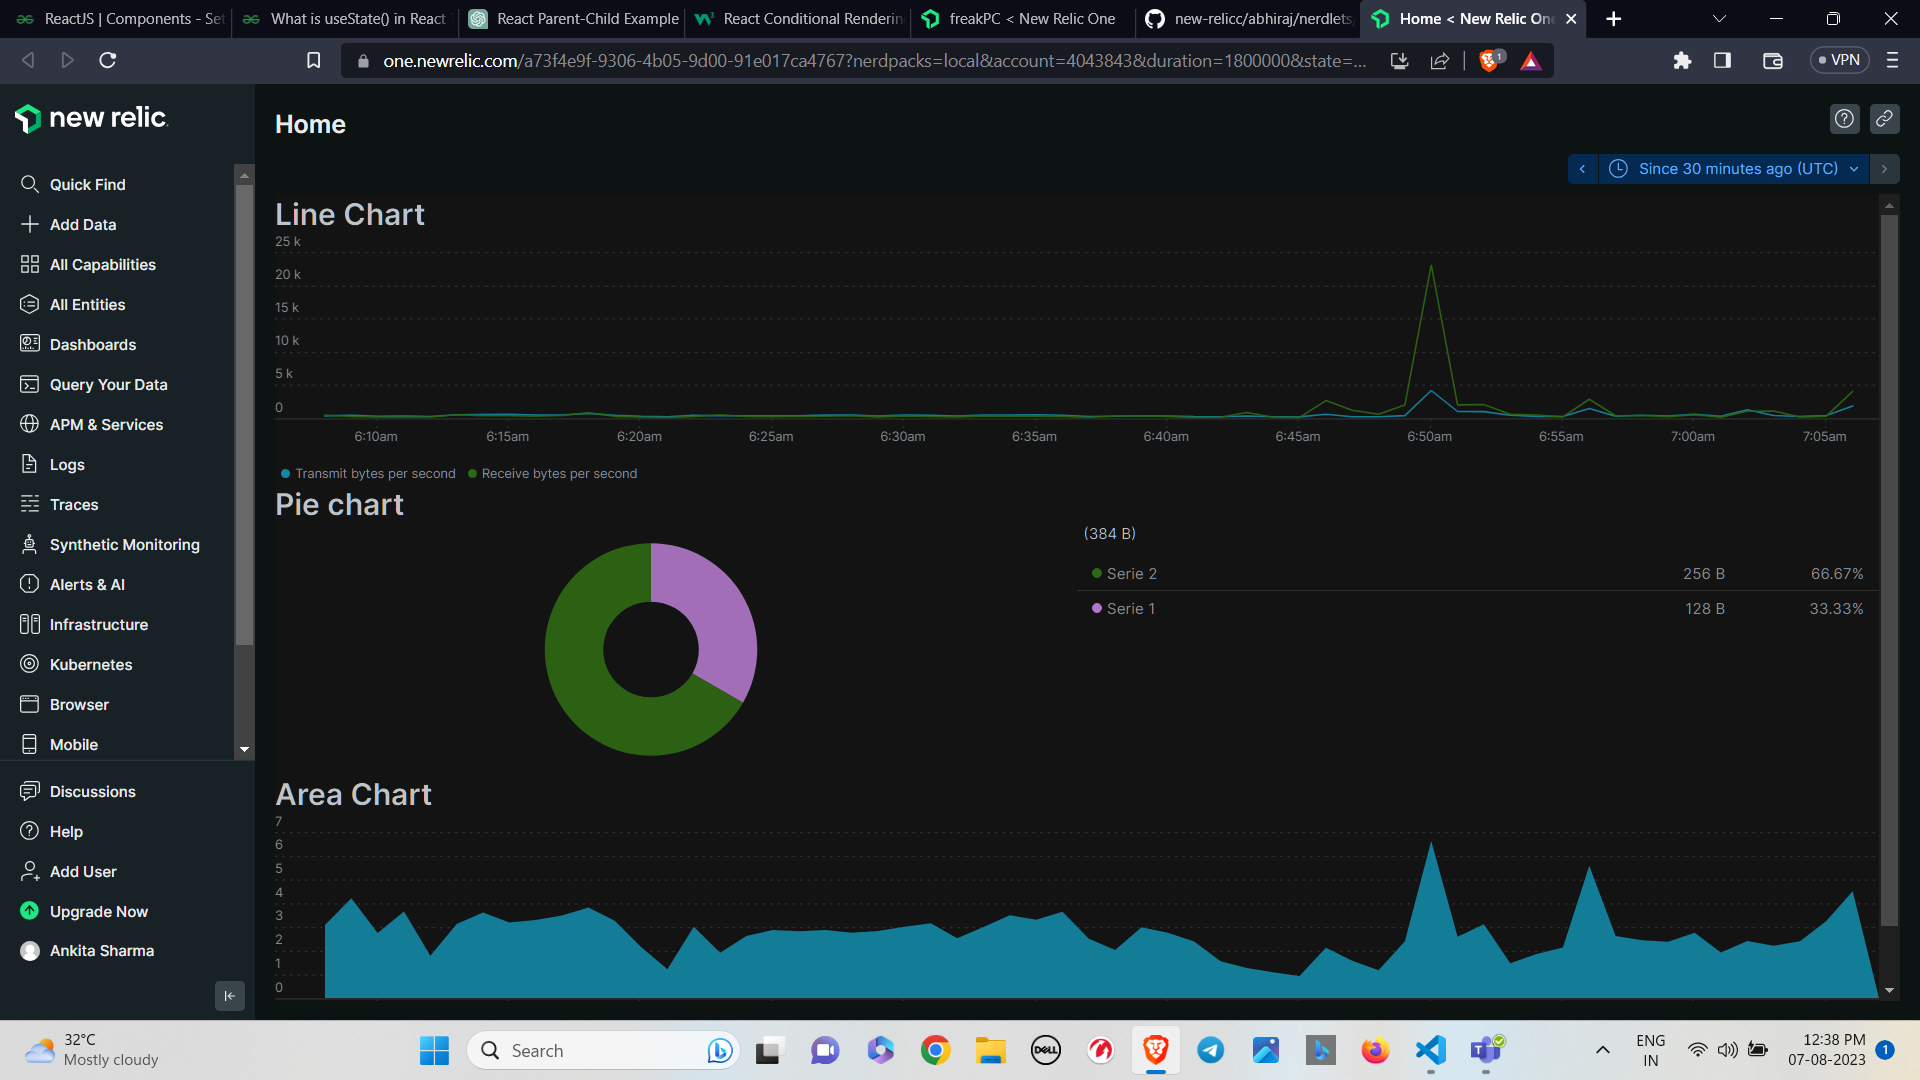 ReactJS | Components - Set
What is useState() in React
React Parent-Child Example
React Conditional Renderin
freakPC < New Relic One
new-relicc/abhiraj/nerdlets
Home < New Relic On
one.newrelic.com/a73f4e9f-9306-4b05-9d00-91e017ca4767?nerdpacks=local&account=4043843&duration=1800000&state=...
1
VPN
new relic
Home
Since 30 minutes ago (UTC)
Quick Find
Add Data
All Capabilities
All Entities
Dashboards
Query Your Data
APM & Services
Logs
Traces
Synthetic Monitoring
Alerts & AI
Infrastructure
Kubernetes
Browser
Mobile
Discussions
Help
Add User
Upgrade Now
Ankita Sharma
Line Chart
25 k
20 k
15 k
10 k
5 k
0
6:10am 6:15am 6:20am 6:25am 6:30am 6:35am 6:40am 6:45am 6:50am 6:55am 7:00am 7:05am
Transmit bytes per second Receive bytes per second
Pie chart
(384 B)
Serie 2 256 B 66.67%
Serie 1 128 B 33.33%
Area Chart
7
6
5
4
3
2
1
0
32°C
Mostly cloudy
Search
DELL
ENG
IN
12:38 PM
07-08-2023
1